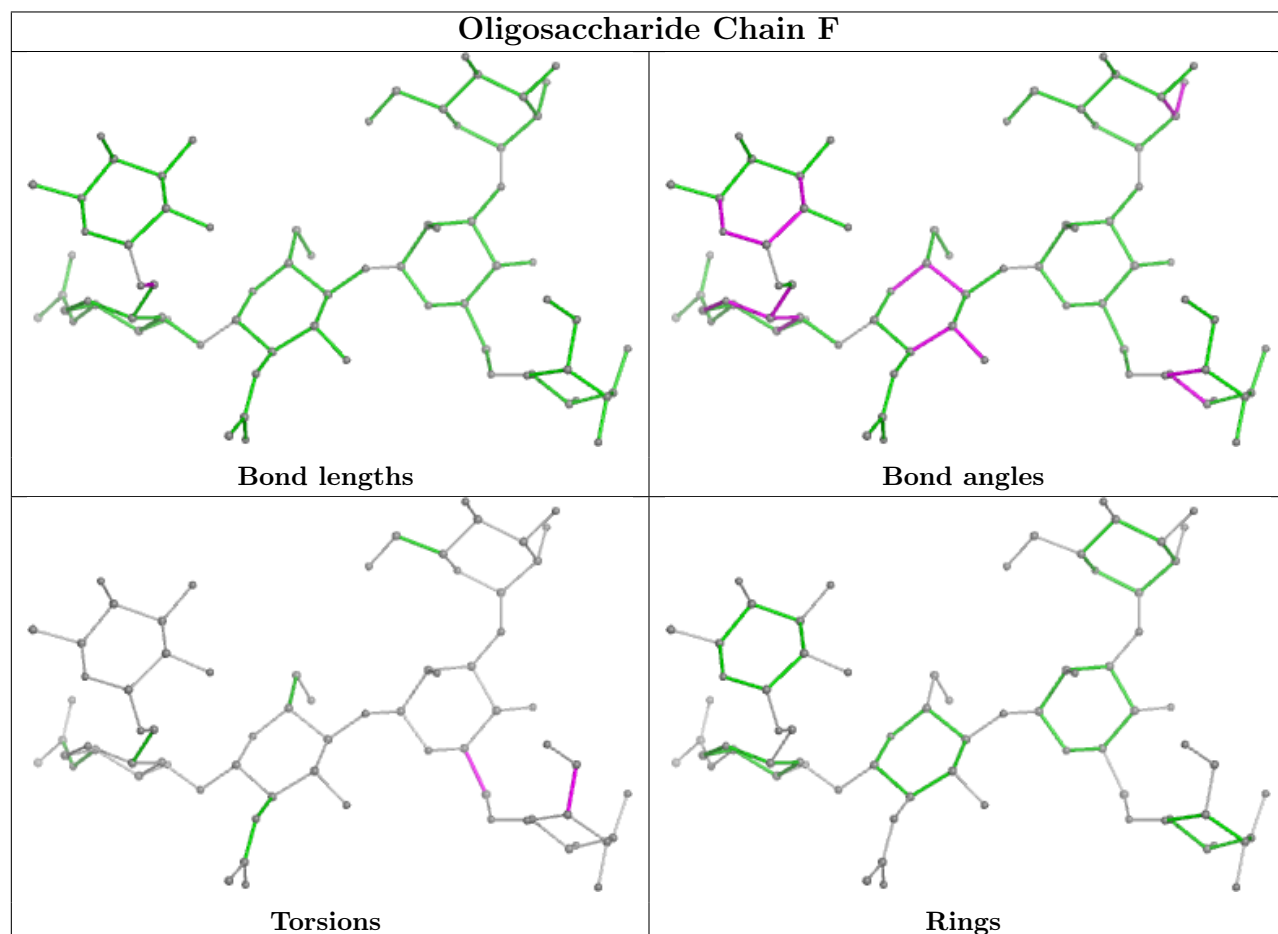 Oligosaccharide Chain F
Bond lengths
Bond angles
Torsions
Rings